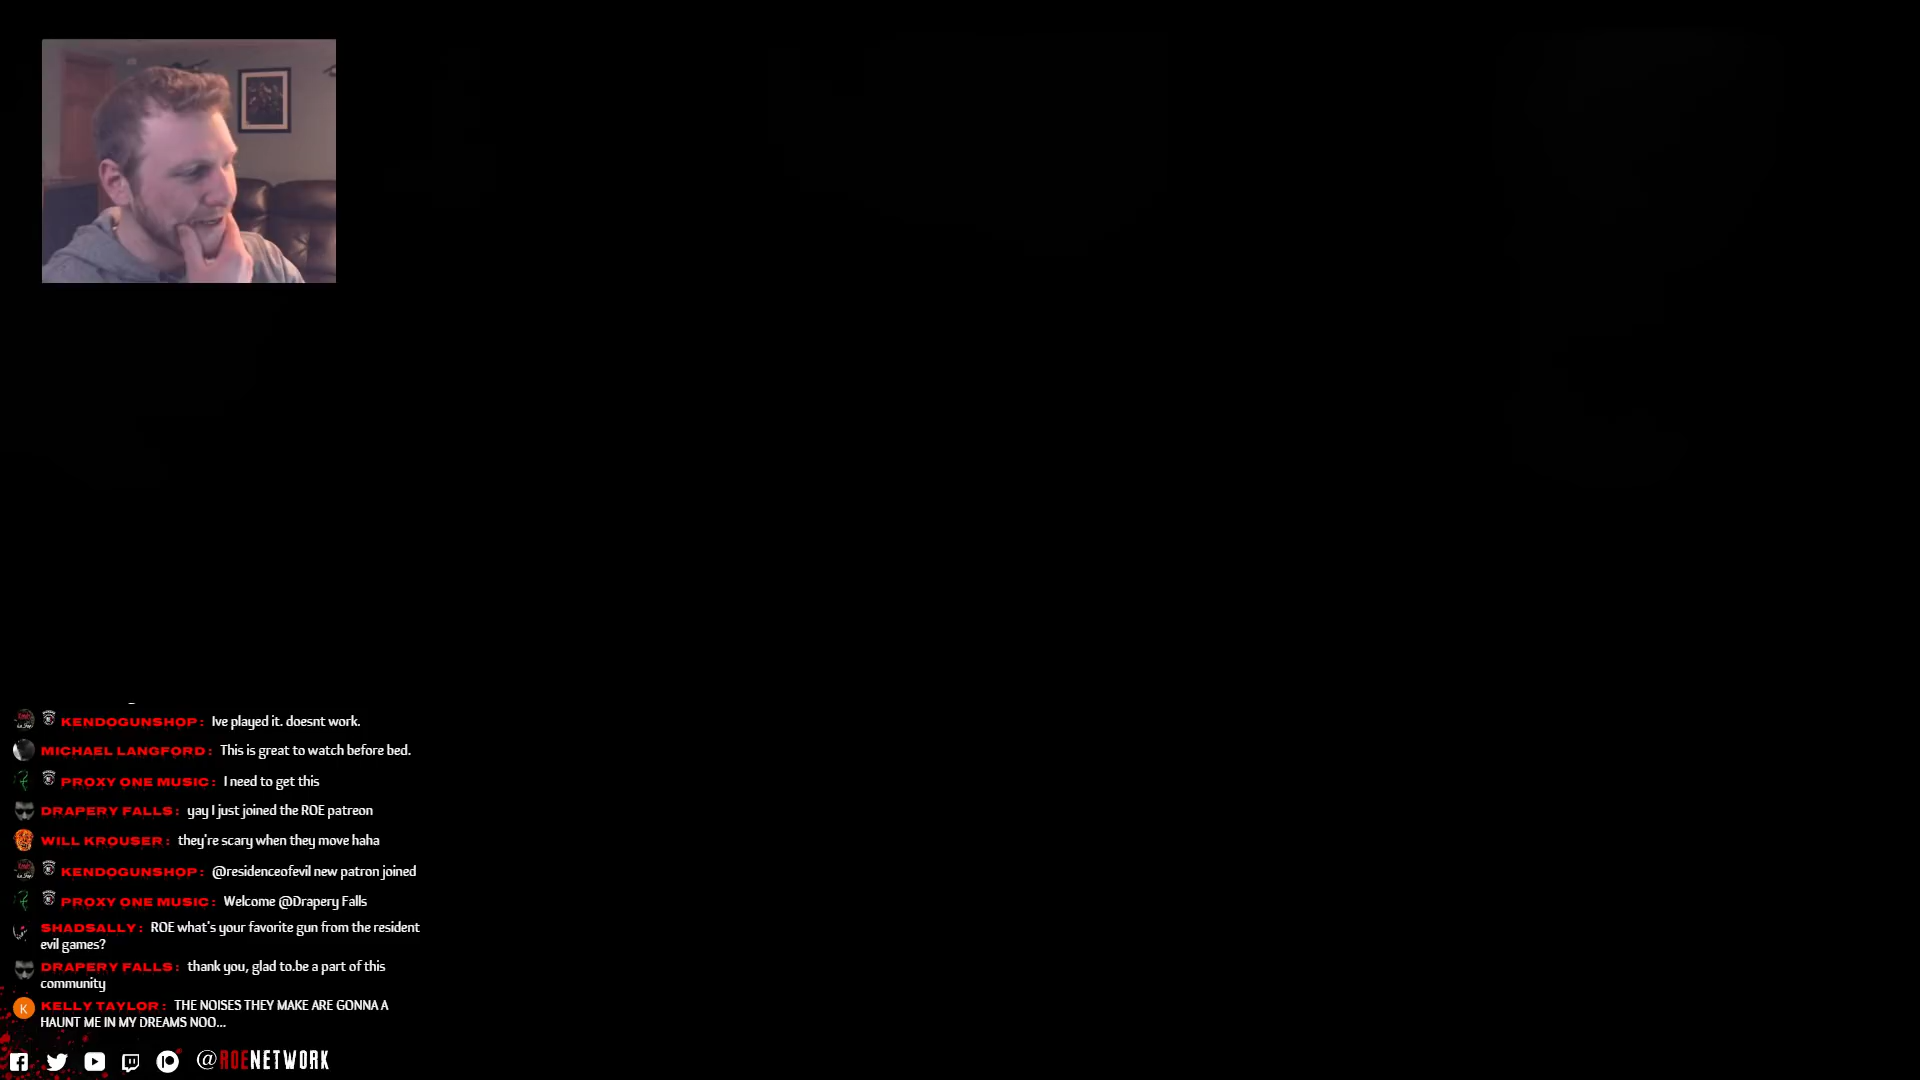 KENDOGUNSHOP: Ive played it. doesnt work.
MICHAEL LANGFORD: This is great to watch before bed.
PROXY ONE MUSIC: I need to get this
DRAPERY FALLS: yay I just joined the ROE patreon
WILL KROUSER: they're scary when they move haha
KENDOGUNSHOP: @residenceofevil new patron joined
PROXY ONE MUSIC: Welcome @Drapery Falls
SHADSALLY: ROE what's your favorite gun from the resident
evil games?
DRAPERY FALLS: thank you, glad to.be a part of this
community
K KELLY TAYLOR: THE NOISES THEY MAKE ARE GONNA A
HAUNT ME IN MY DREAMS NOO...
@ROENETWORK